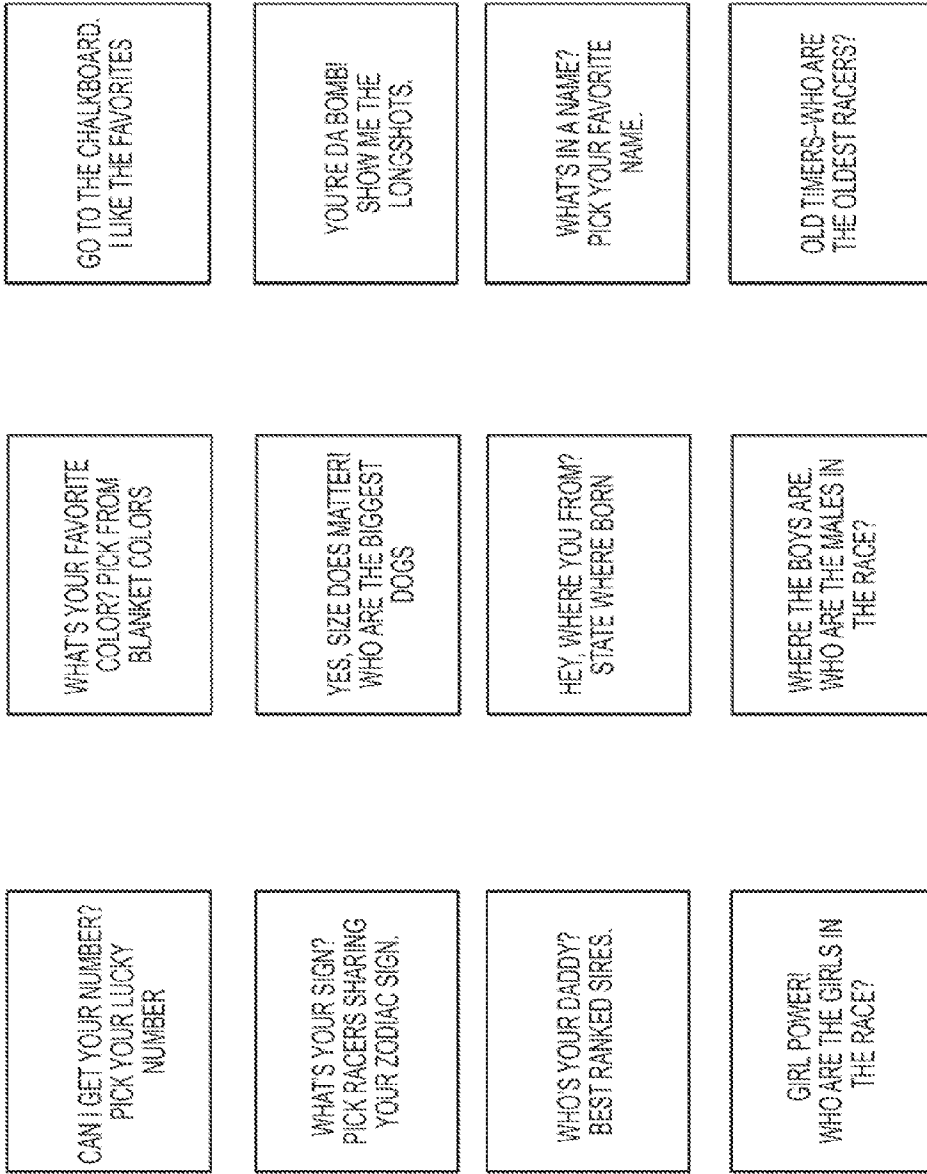 CAN I GET YOUR NUMBER?
PICK YOUR LUCKY
NUMBER
WHAT'S YOUR FAVORITE
COLOR? PICK FROM
BLANKET COLORS
GO TO THE CHALKBOARD.
I LIKE THE FAVORITES
WHAT'S YOUR SIGN?
PICK RACERS SHARING
YOUR ZODIAC SIGN.
YES, SIZE DOES MATTER!
WHO ARE THE BIGGEST
DOGS
YOU'RE DA BOMB!
SHOW ME THE
LONGSHOTS.
WHO'S YOUR DADDY?
BEST RANKED SIRES.
HEY, WHERE YOU FROM?
STATE WHERE BORN
WHAT'S IN A NAME?
PICK YOUR FAVORITE
NAME.
GIRL POWER!
WHO ARE THE GIRLS IN
THE RACE?
WHERE THE BOYS ARE.
WHO ARE THE MALES IN
THE RACE?
OLD TIMERS-WHO ARE
THE OLDEST RACERS?